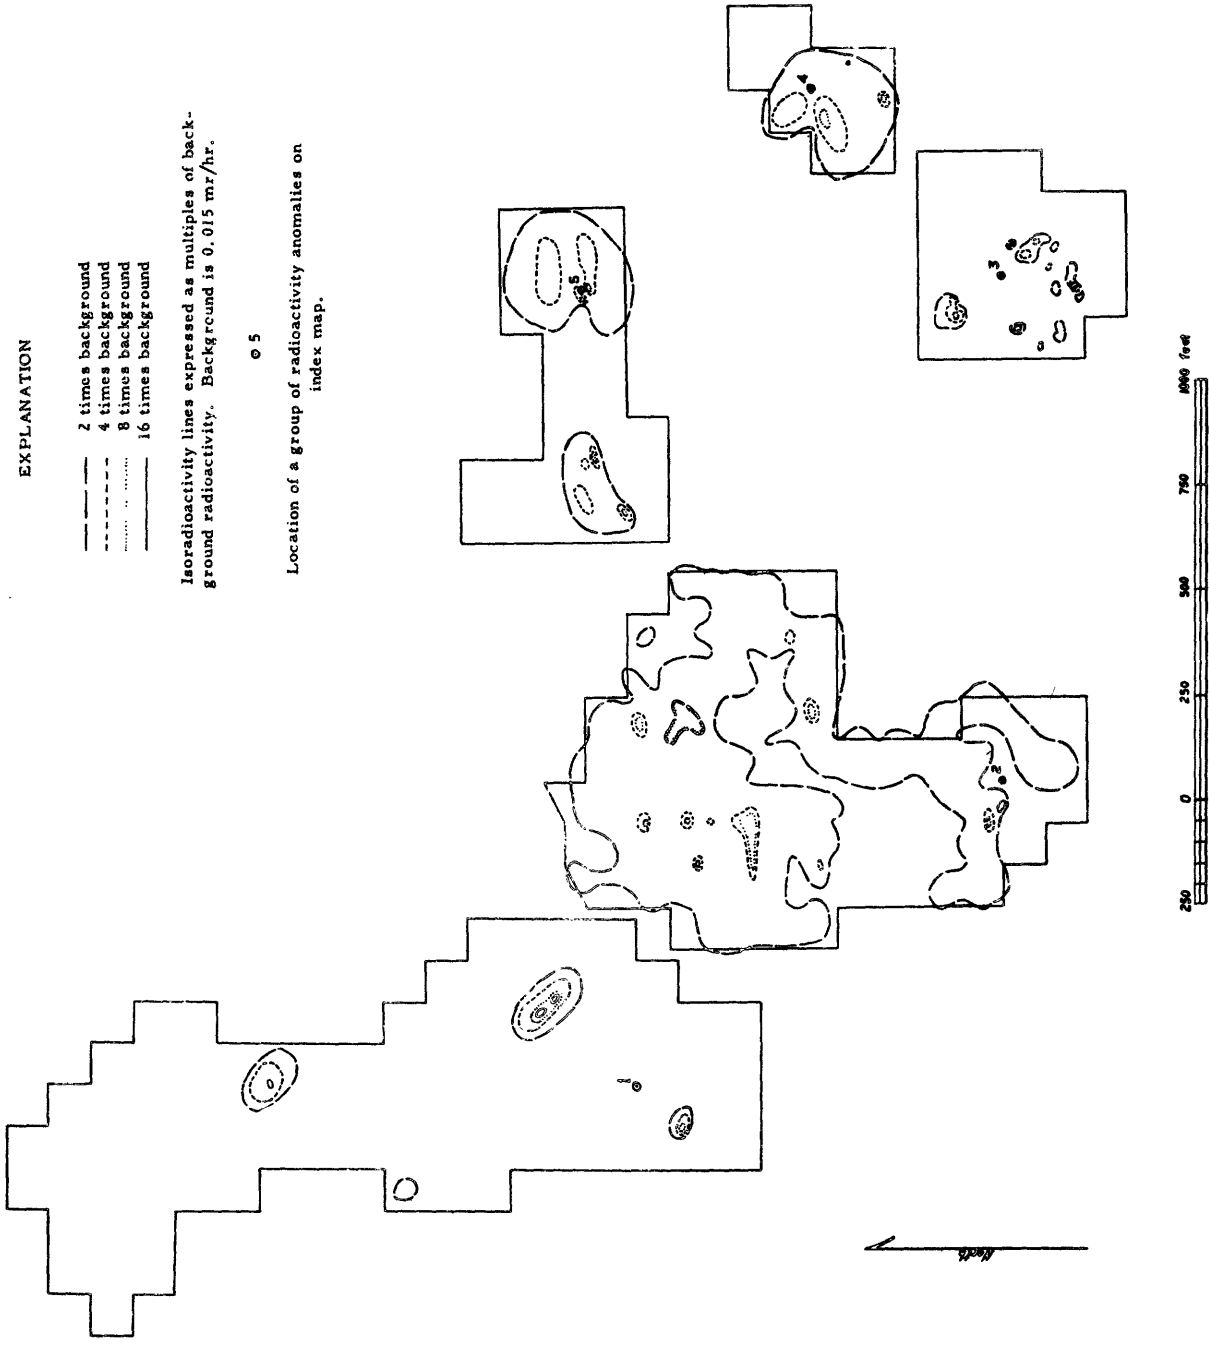 EXPLANATION
2 times background
4 times background
8 times background
16 times background
Isoradioactivity lines expressed as multiples of back-
ground radioactivity. Background is 0.015 mr/hr.
5
Location of a group of radioactivity anomalies on
index map.
4
5
3
2
1
North
250 0 250 500 750 1000 feet